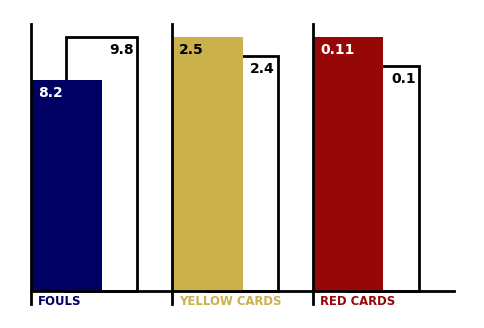 9.8
8.2
FOULS
2.5
2.4
YELLOW CARDS
0.11
0.1
RED CARDS